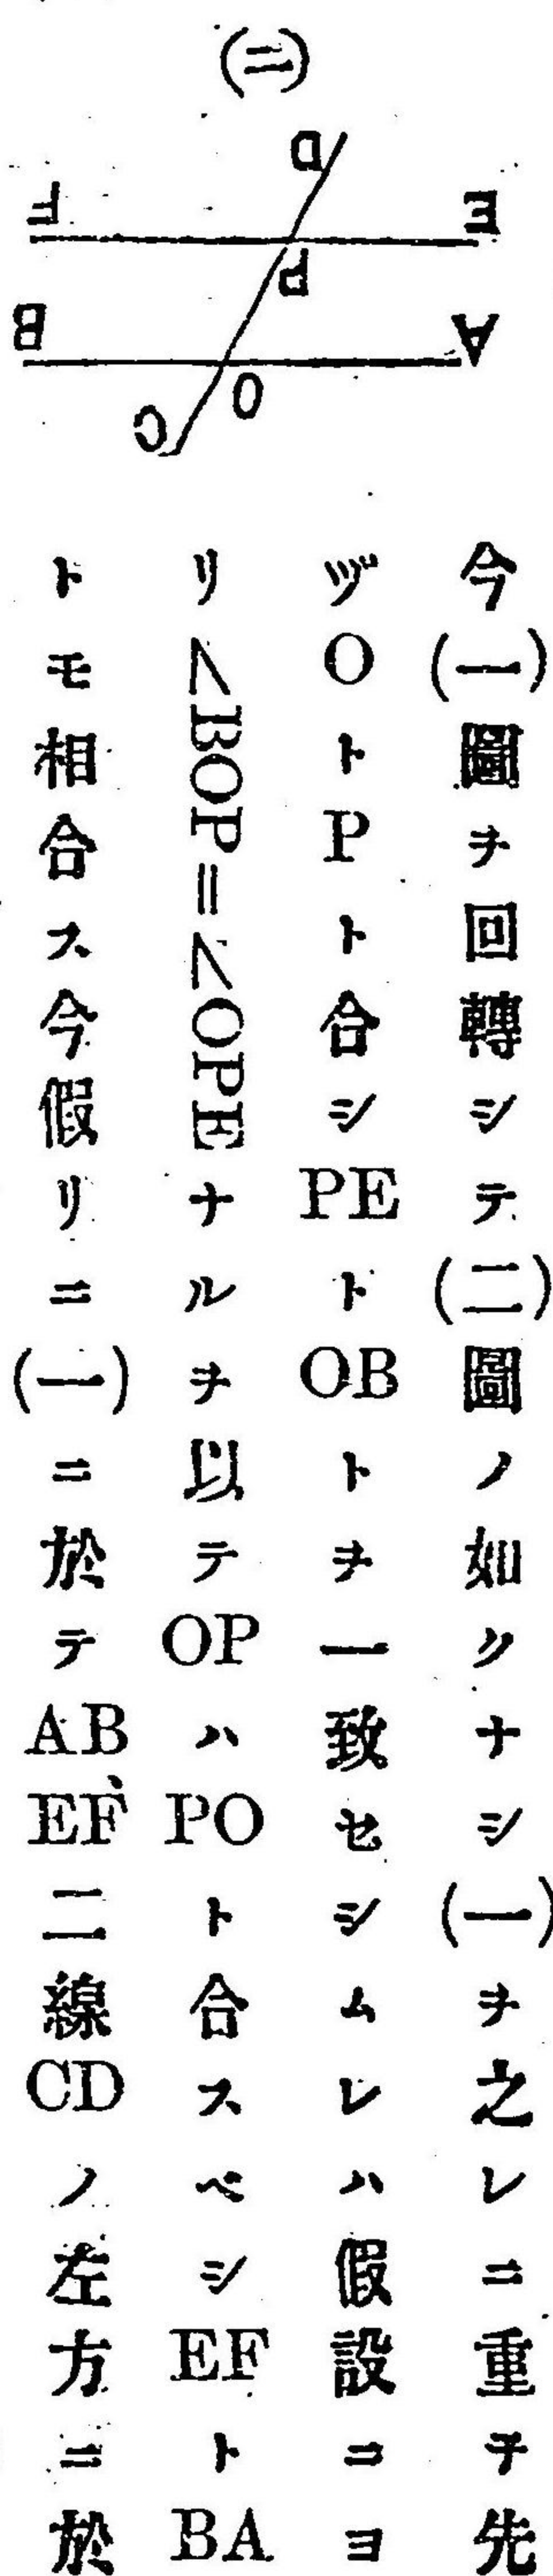 (二)
D
F E
P
B A
O
C
今(一)圖ヲ回轉シテ(二)圖ノ如クナシ(一)ヲ之レニ重子先
ヅOトPト合シPEトOBトヲ一致セシムレハ假設ニヨ
リ∠BOP=∠OPEナルヲ以テOPハPOト合スベシEFトBA
トモ相合ス今假リニ(一)ニ於テAB、EF二線CDノ左方ニ於